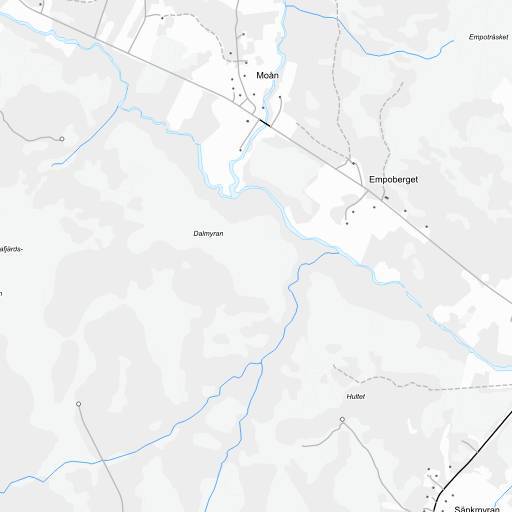 Empoträsket
Moån
Empoberget
Dalmyran
Hultet
Sänkmyran